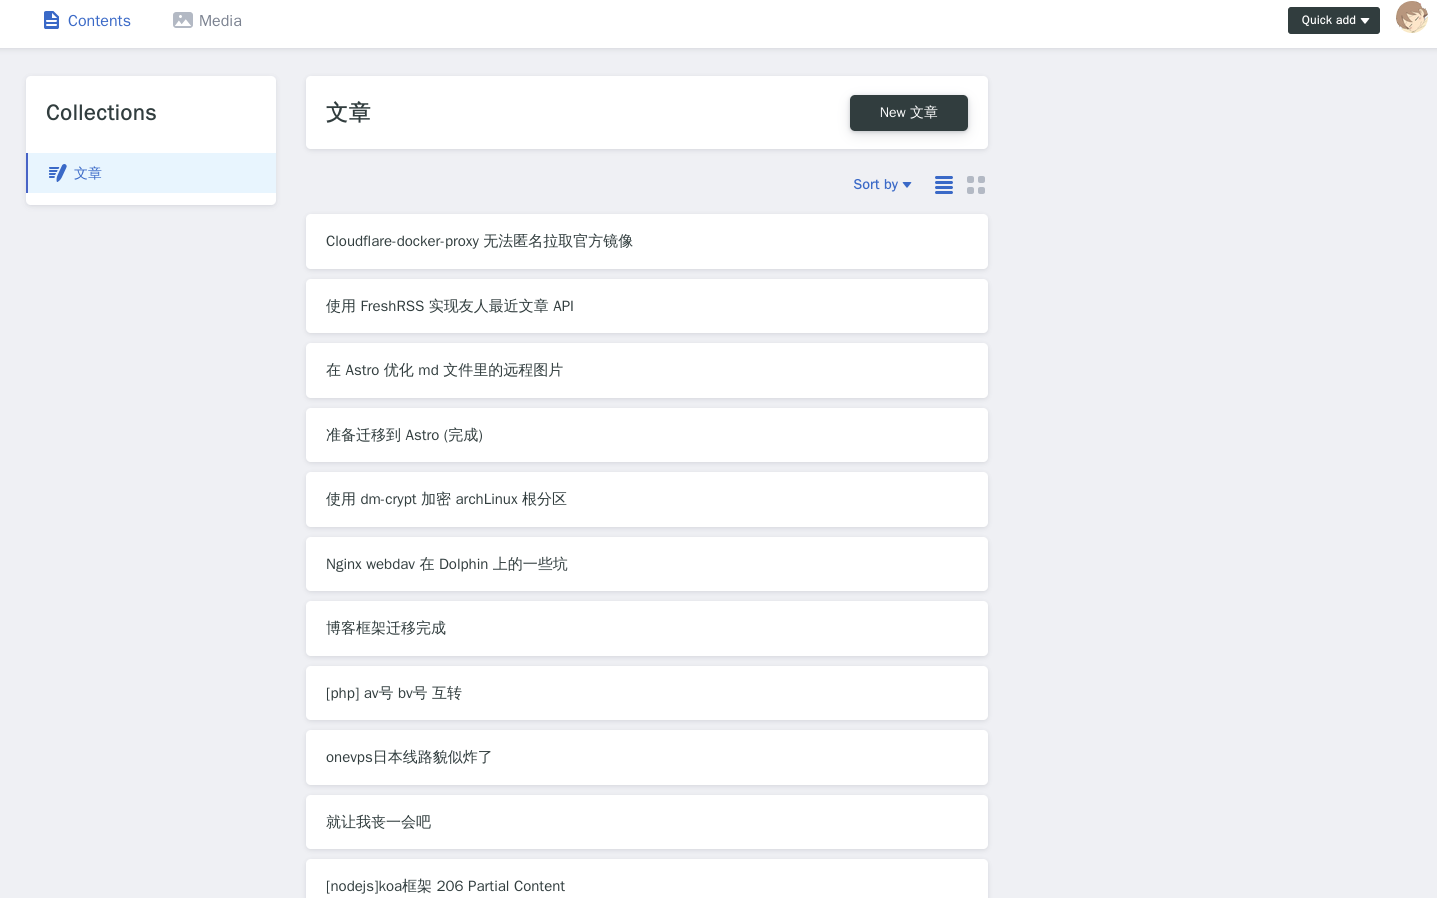 Contents
Media
Quick add
Collections
文章
文章
New 文章
Sort by
Cloudflare-docker-proxy 无法匿名拉取官方镜像
使用 FreshRSS 实现友人最近文章 API
在 Astro 优化 md 文件里的远程图片
准备迁移到 Astro (完成)
使用 dm-crypt 加密 archLinux 根分区
Nginx webdav 在 Dolphin 上的一些坑
博客框架迁移完成
[php] av号 bv号 互转
onevps日本线路貌似炸了
就让我丧一会吧
[nodejs]koa框架 206 Partial Content